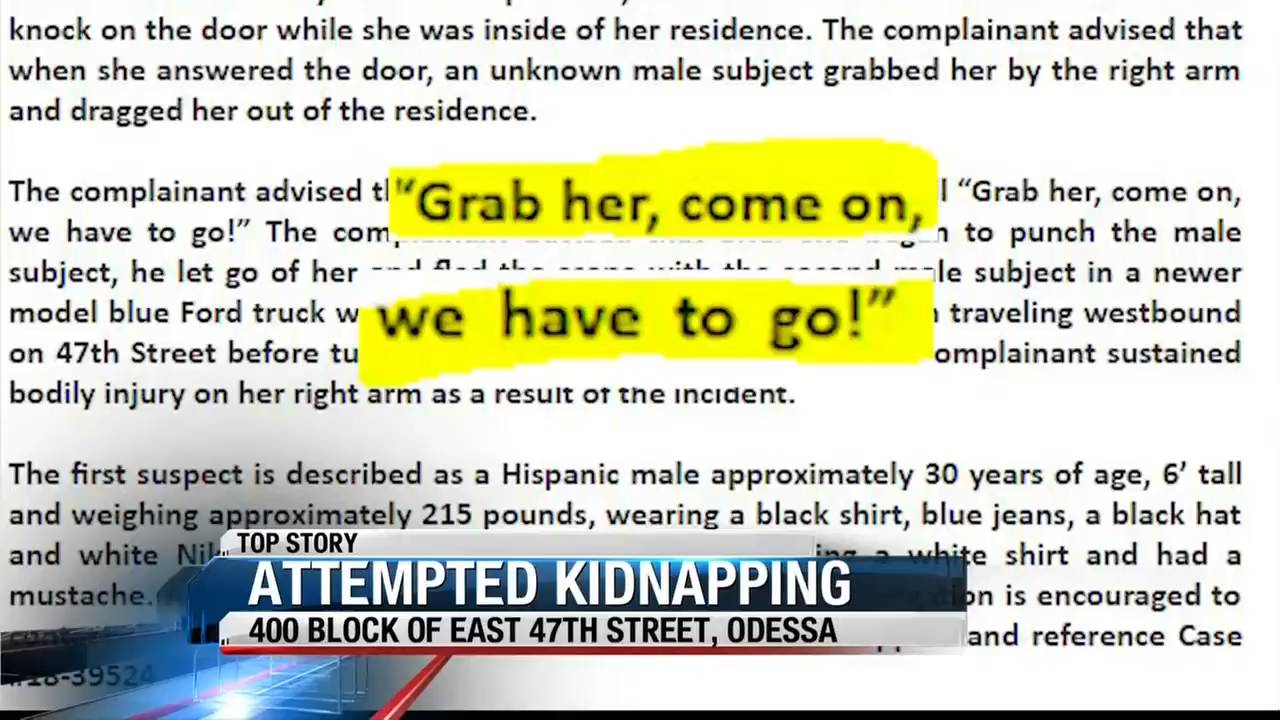 knock on the door while she was inside of her residence. The complainant advised that
when she answered the door, an unknown male subject grabbed her by the right arm
and dragged her out of the residence.
The complainant advised “Grab her, come on,
we have to go!” The
subject, he let go of her
“Grab her, come on,
we have to go!”
“Grab her, come on,
to punch the male
subject in a newer
model blue Ford truck traveling westbound
on 47th Street before complainant sustained
bodily injury on her right arm as a result of the incident.
The first suspect is described as a Hispanic male approximately 30 years of age, 6’ tall
and weighing approximately 215 pounds, wearing a black shirt, blue jeans, a black hat
and white a white shirt and had a
mustache. is encouraged to
and reference Case
#18-39524
TOP STORY
ATTEMPTED KIDNAPPING
400 BLOCK OF EAST 47TH STREET, ODESSA